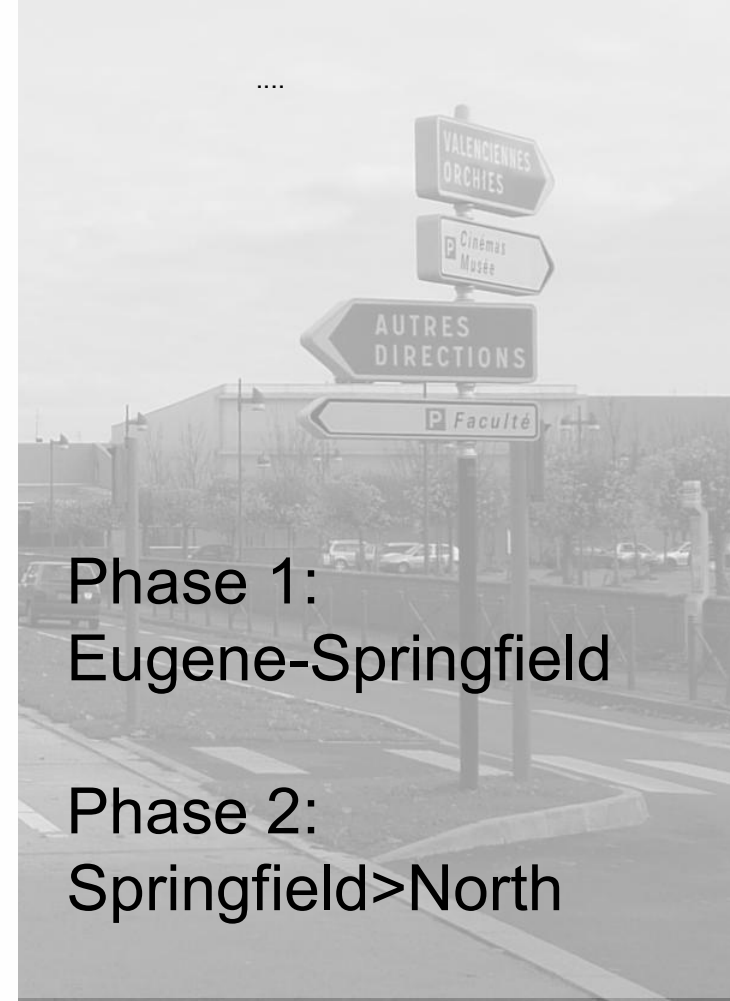 ....
VALENCIENNES
ORCHIES
P Cinémas
Musée
AUTRES
DIRECTIONS
P Faculté
Phase 1:
Eugene-Springfield
Phase 2:
Springfield>North